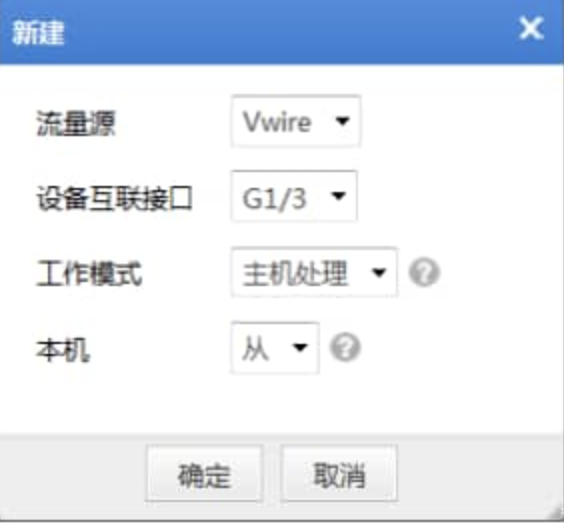 新建
流量源 Vwire
设备互联接口 G1/3
工作模式 主机处理 ?
本机 从 ?
确定 取消